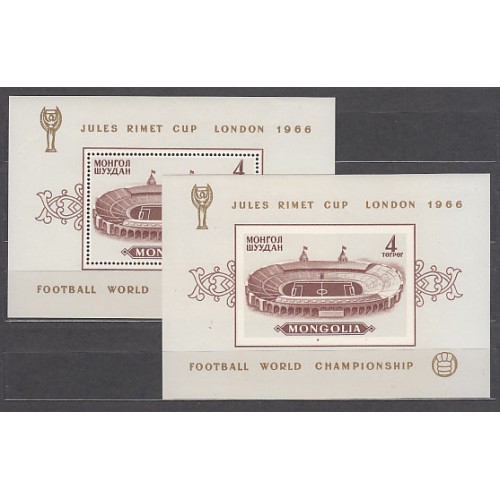 JULES RIMET CUP LONDON 1966
МОНГОЛ 4
ШУУДАН
MON
FOOTBALL WORLD
JULES RIMET CUP LONDON 1966
МОНГОЛ 4
ШУУДАН ТӨГРӨГ
MONGOLIA
FOOTBALL WORLD CHAMPIONSHIP